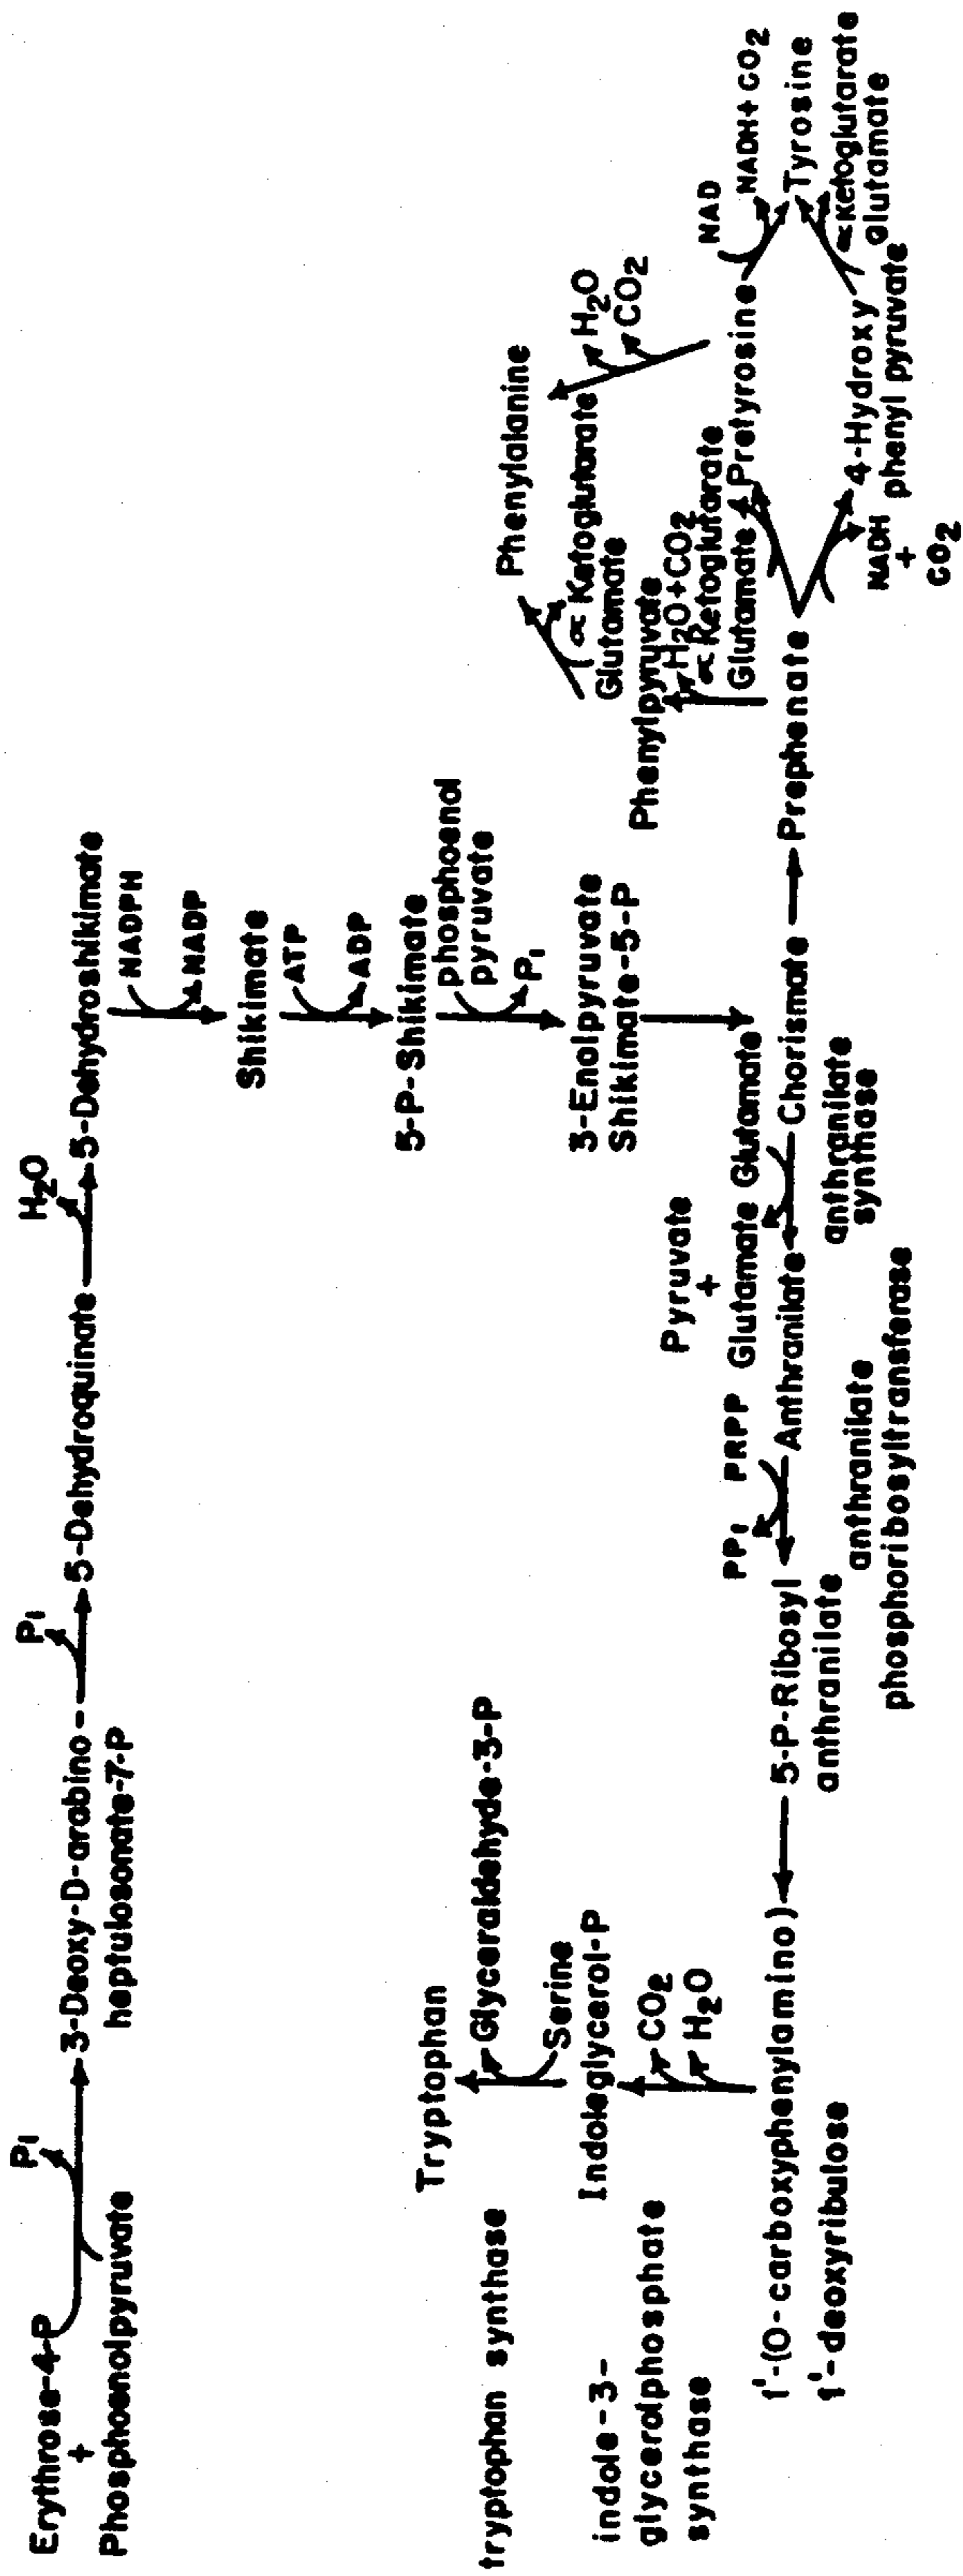 Erythrose-4-P
+
Phosphoenolpyruvate
Pi
3-Deoxy-D-arabino-
heptulosonate-7-P
Pi
5-Dehydroquinate
H2O
5-Dehydroshikimate
NADPH
NADP
Shikimate
ATP
ADP
5-P-Shikimate
phosphoenol
pyruvate
Pi
3-Enolpyruvate
Shikimate-5-P
Chorismate
Prephenate
Phenylpyruvate
H2O+CO2
∝ Ketoglutarate
Glutamate
Phenylalanine
∝ Ketoglutarate
Glutamate
H2O
CO2
Pretyrosine
NAD
NADH+CO2
Tyrosine
∝Ketoglutarate
glutamate
4-Hydroxy
phenyl pyruvate
NADH
+
CO2
Glutamate
Pyruvate
+
Glutamate
anthranilate
synthase
Anthranilate
PRPP
PPi
anthranilate
phosphoribosyltransferase
5-P-Ribosyl
anthranilate
1'-(O-carboxyphenylamino)
1'-deoxyribulose
H2O
CO2
indole-3-
glycerolphosphate
synthase
Indoleglycerol-P
Serine
Glyceraldehyde-3-P
tryptophan synthase
Tryptophan